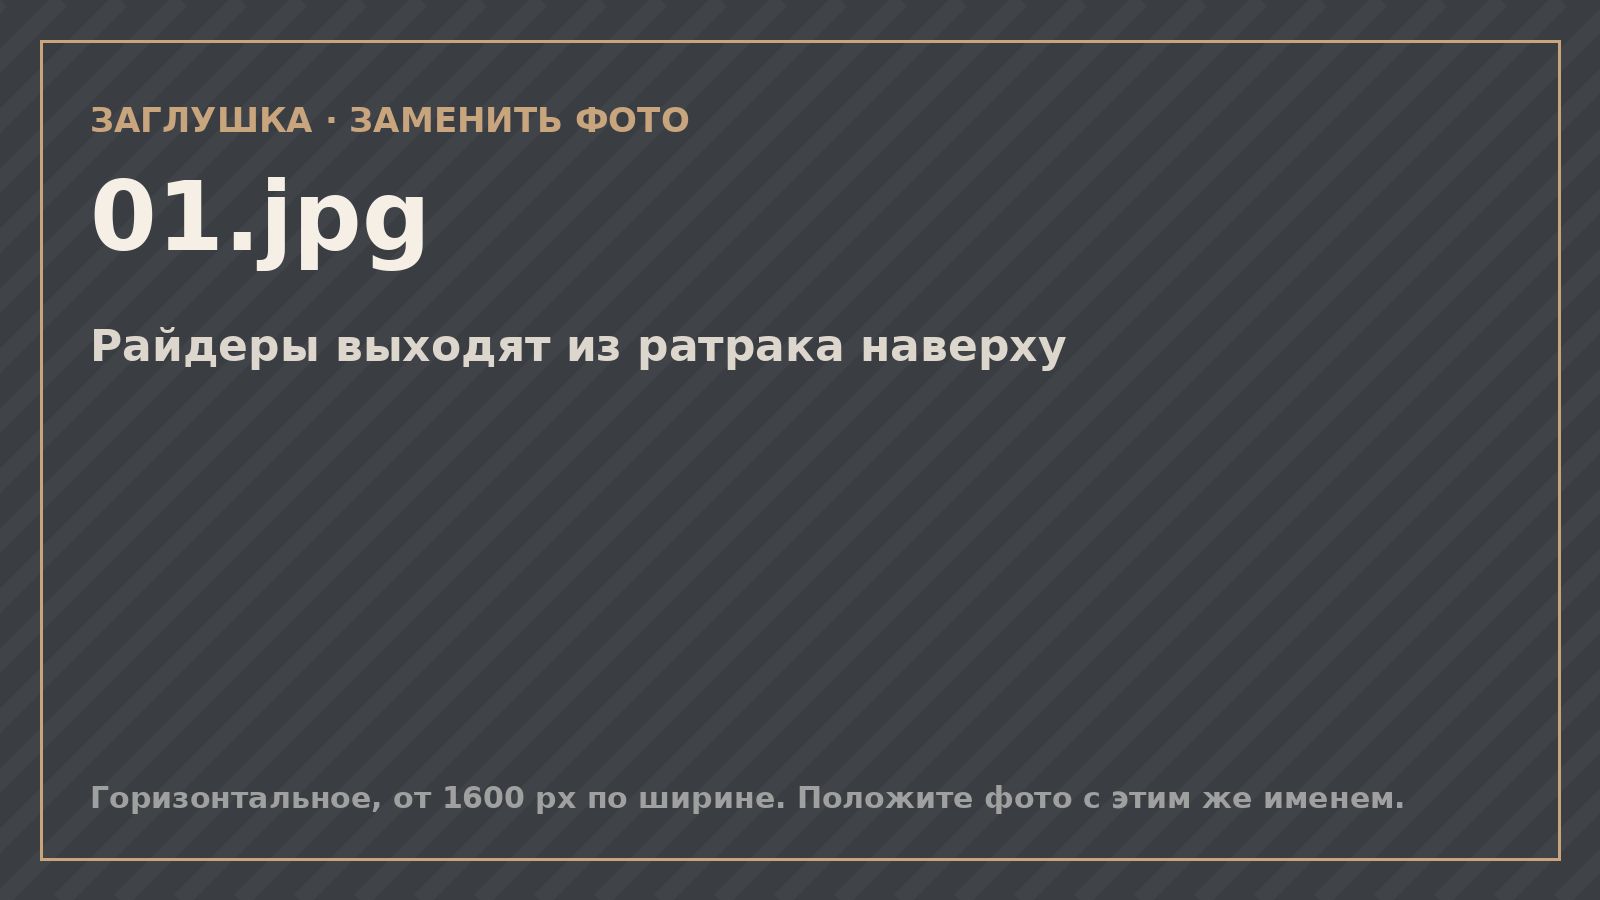 ЗАГЛУШКА · ЗАМЕНИТЬ ФОТО
01.jpg
Райдеры выходят из ратрака наверху
Горизонтальное, от 1600 px по ширине. Положите фото с этим же именем.